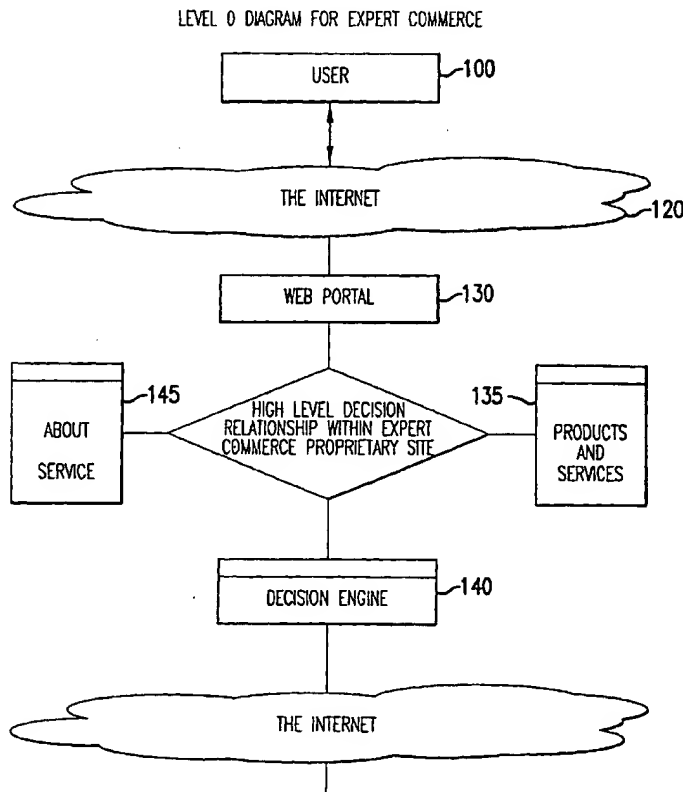 LEVEL 0 DIAGRAM FOR EXPERT COMMERCE
USER
100
THE INTERNET
120
WEB PORTAL
130
145
ABOUT
SERVICE
HIGH LEVEL DECISION
RELATIONSHIP WITHIN EXPERT
COMMERCE PROPRIETARY SITE
135
PRODUCTS
AND
SERVICES
DECISION ENGINE
140
THE INTERNET